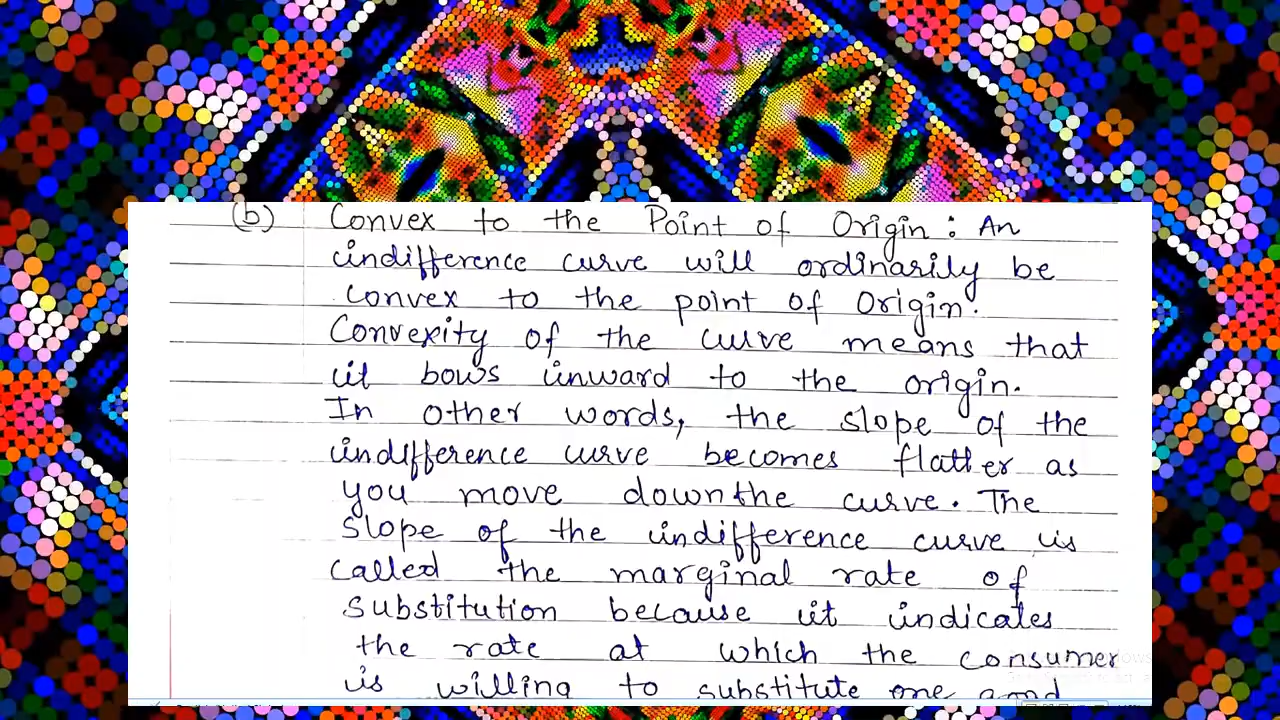 (b) Convex to the Point of Origin: An
indifference curve will ordinarily be
convex to the point of Origin.
Convexity of the curve means that
it bows inward to the origin.
In other words, the slope of the
indifference curve becomes flatter as
you move down the curve. The
slope of the indifference curve is
called the marginal rate of
substitution because it indicates
the rate at which the consumer
is willing to substitute one